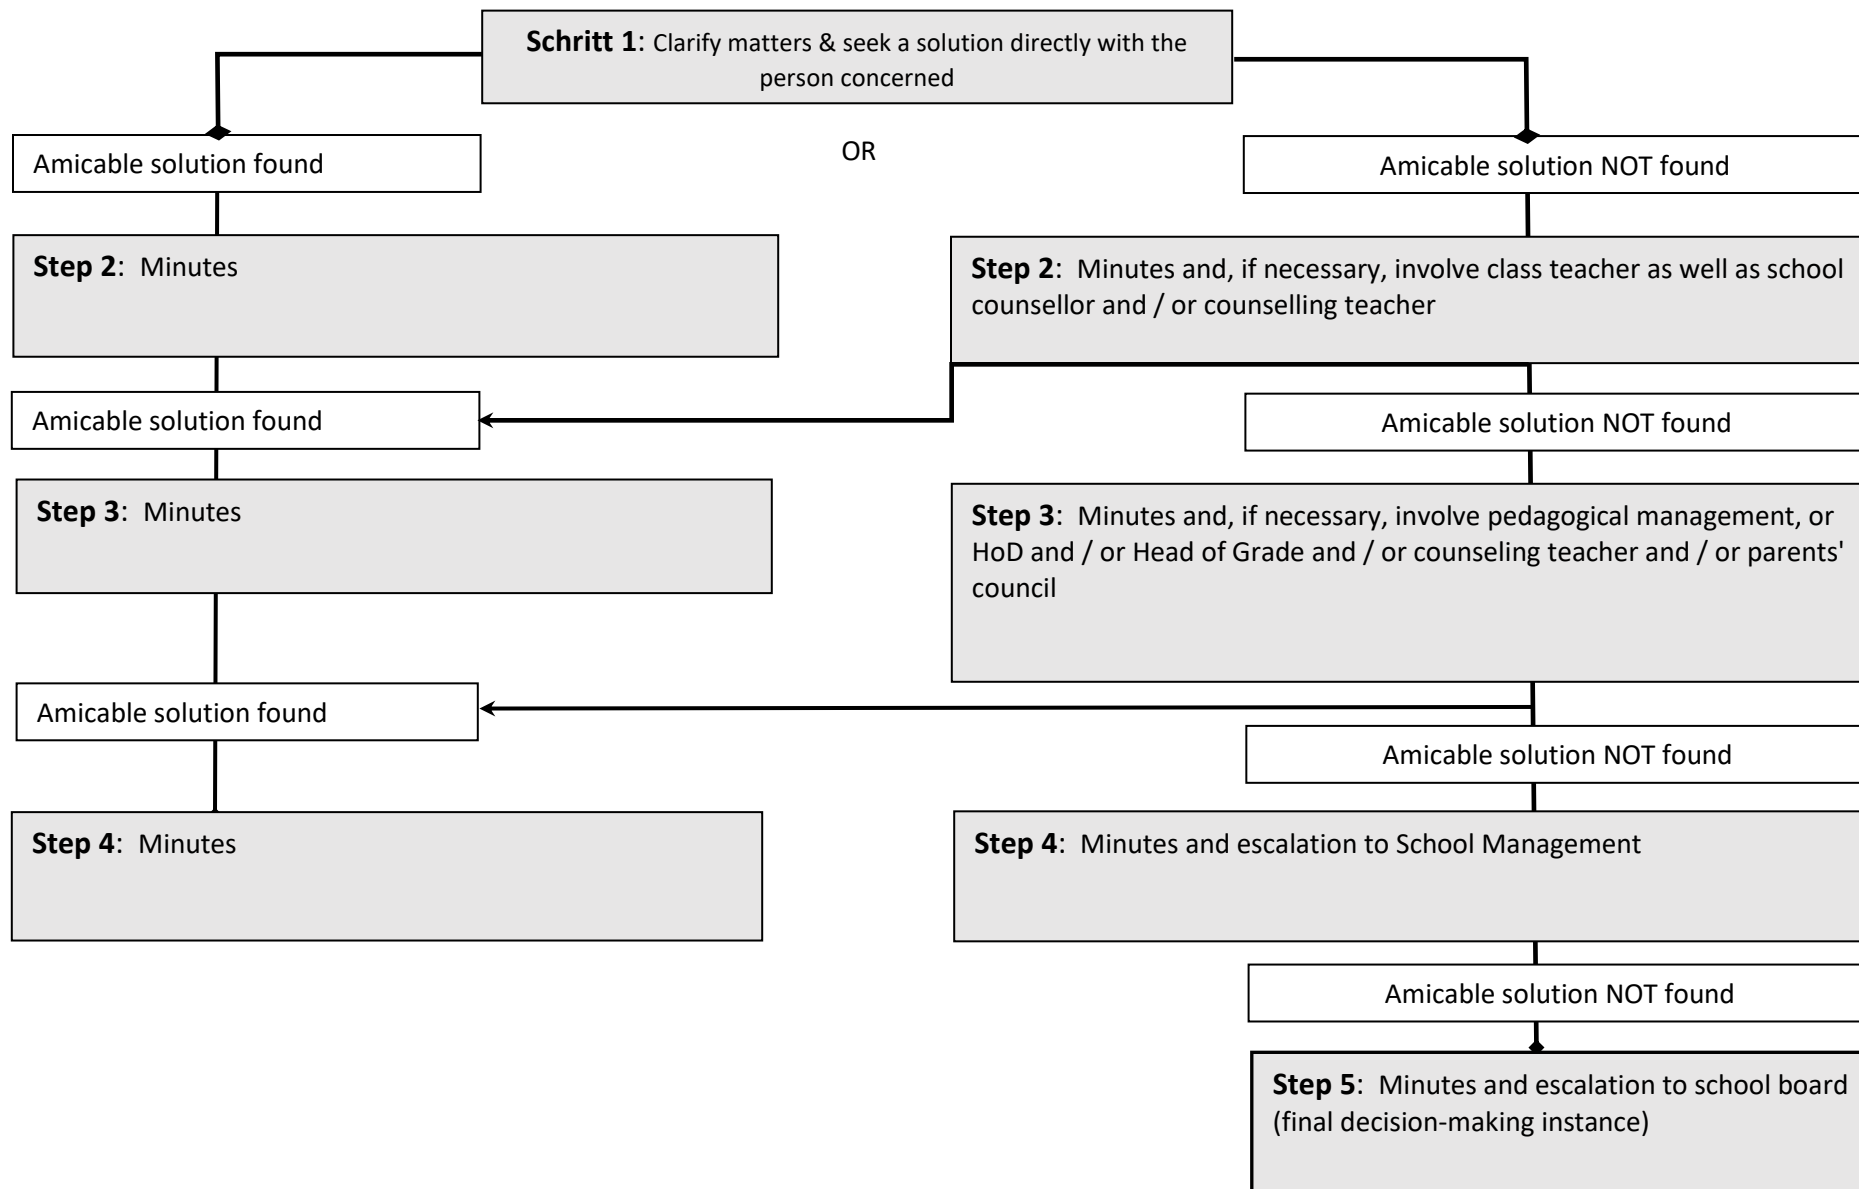 Schritt 1: Clarify matters & seek a solution directly with the
person concerned
Amicable solution found
OR
Amicable solution NOT found
Step 2: Minutes
Step 2: Minutes and, if necessary, involve class teacher as well as school
counsellor and / or counselling teacher
Amicable solution found
Amicable solution NOT found
Step 3: Minutes
Step 3: Minutes and, if necessary, involve pedagogical management, or
HoD and / or Head of Grade and / or counseling teacher and / or parents'
council
Amicable solution found
Amicable solution NOT found
Step 4: Minutes
Step 4: Minutes and escalation to School Management
Amicable solution NOT found
Step 5: Minutes and escalation to school board
(final decision-making instance)